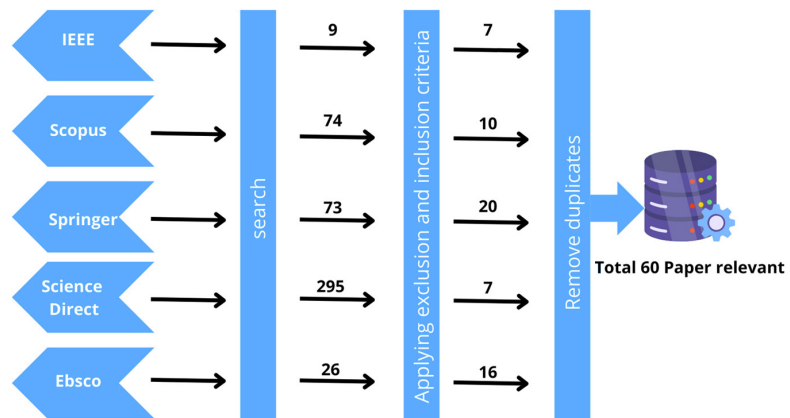 IEEE
9
7
Scopus
74
10
Springer
73
20
Science
Direct
295
7
Ebsco
26
16
search
Applying exclusion and inclusion criteria
Remove duplicates
Total 60 Paper relevant